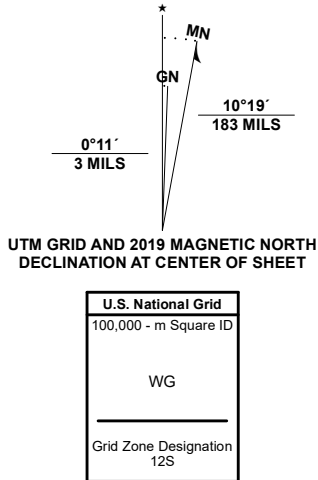 ★
MN
GN
10°19´
183 MILS
0°11´
3 MILS
UTM GRID AND 2019 MAGNETIC NORTH
DECLINATION AT CENTER OF SHEET
U.S. National Grid
100,000 - m Square ID
WG
Grid Zone Designation
12S